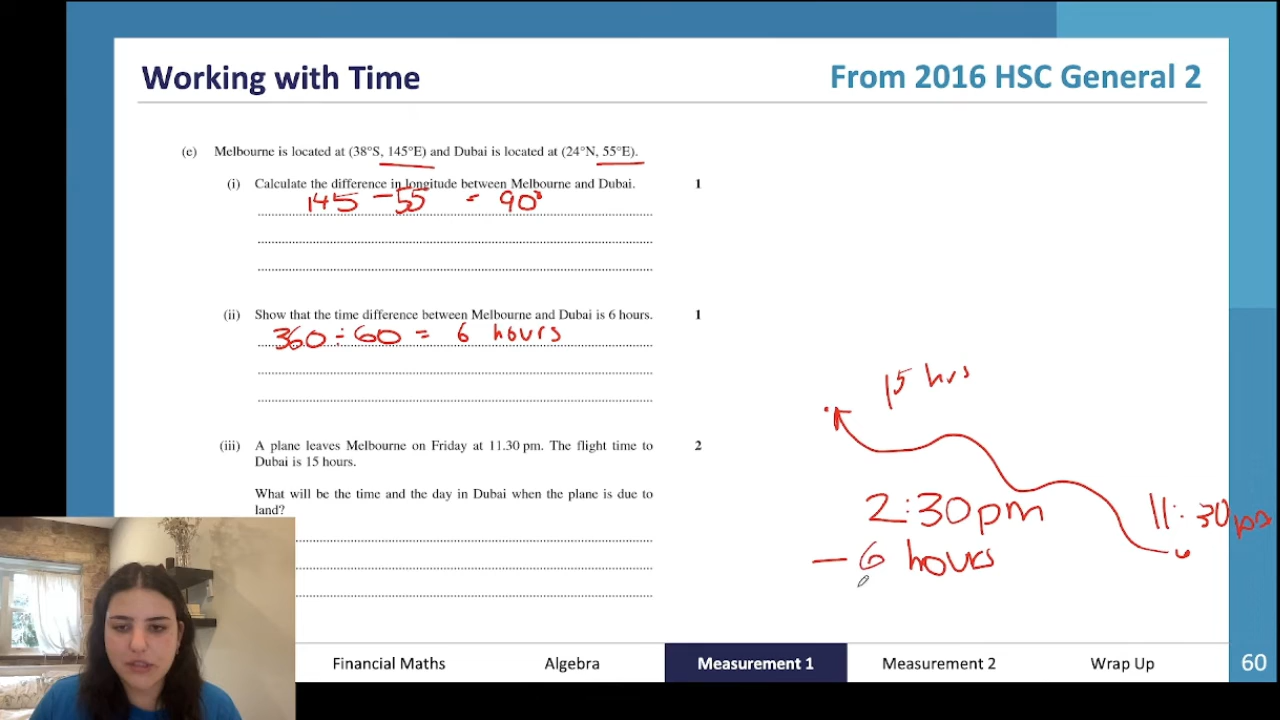 Working with Time
From 2016 HSC General 2
(e) Melbourne is located at (38°S, 145°E) and Dubai is located at (24°N, 55°E).
(i) Calculate the difference in longitude between Melbourne and Dubai. 1
145 - 55 = 90°
(ii) Show that the time difference between Melbourne and Dubai is 6 hours. 1
360 ÷ 60 = 6 hours
15 hrs
(iii) A plane leaves Melbourne on Friday at 11.30 pm. The flight time to 2
Dubai is 15 hours.
What will be the time and the day in Dubai when the plane is due to
land?
2:30pm
11:30pm
- 6 hours
Financial Maths
Algebra
Measurement 1
Measurement 2
Wrap Up
60